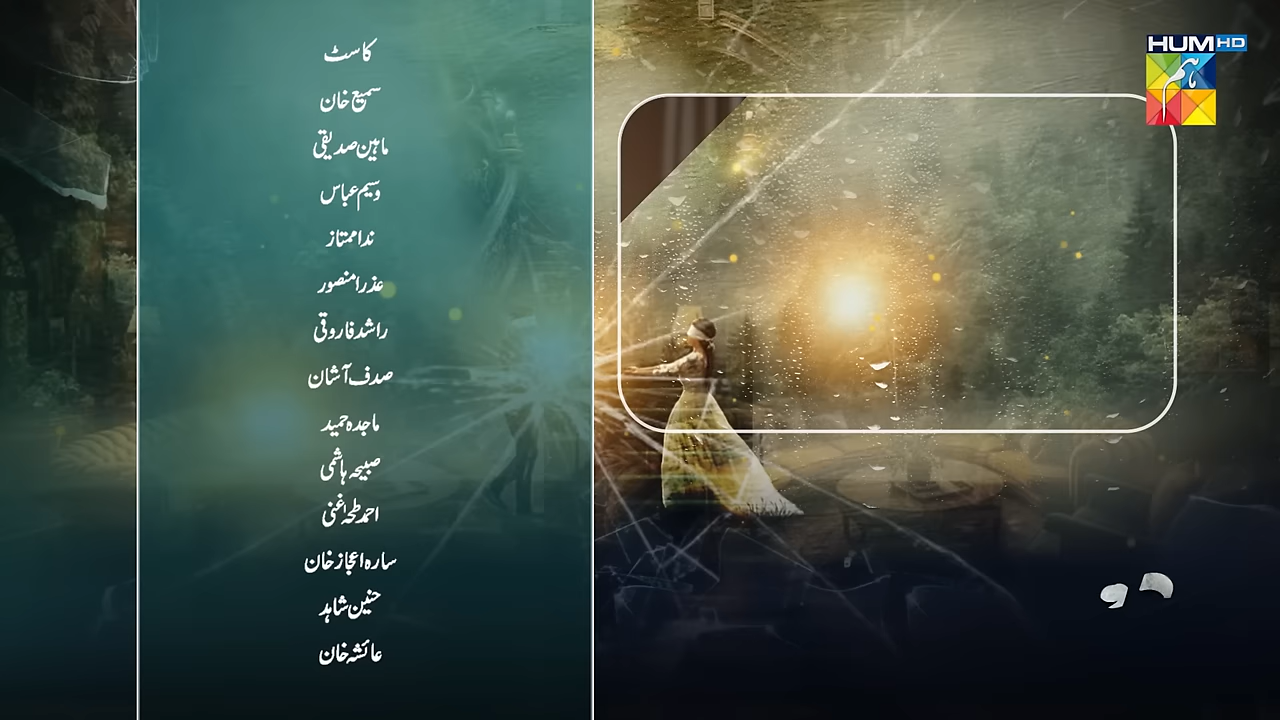 کاسٹ
سمیع خان
ماہین صدیقی
وسیم عباس
ندا ممتاز
عذرا منصور
راشد فاروقی
صدف آشان
ماجدہ حمید
صبیحہ ہاشمی
احمد طحہٰ غنی
سارہ اعجاز خان
حنین شاہد
عائشہ خان
HUM HD
ہم